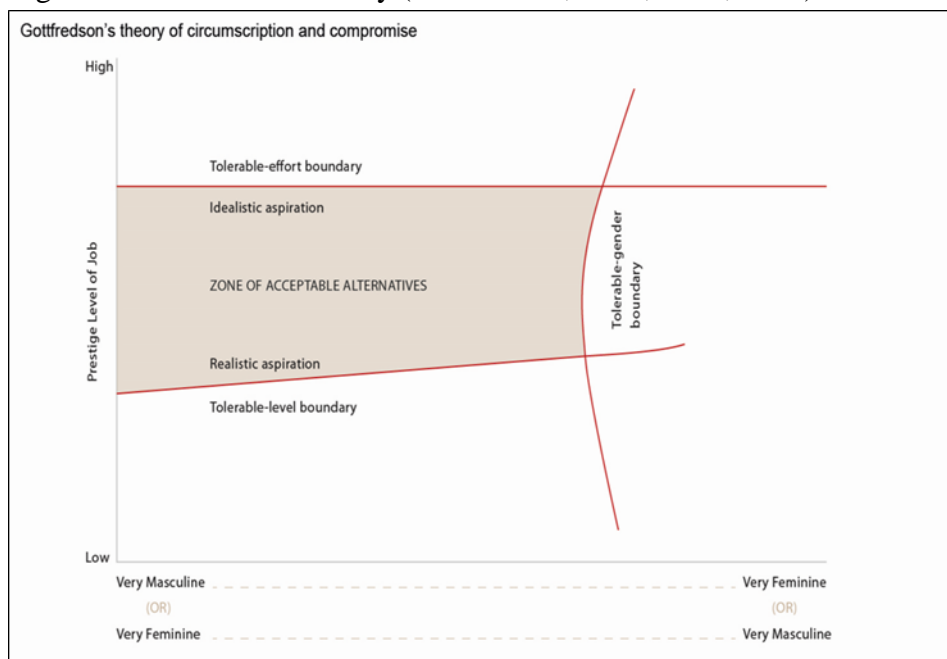 Gottfredson's theory of circumscription and compromise
High
Tolerable-effort boundary
Idealistic aspiration
ZONE OF ACCEPTABLE ALTERNATIVES
Realistic aspiration
Tolerable-level boundary
Prestige Level of Job
Tolerable-gender
boundary
Low
Very Masculine
Very Feminine
(OR)
(OR)
Very Feminine
Very Masculine